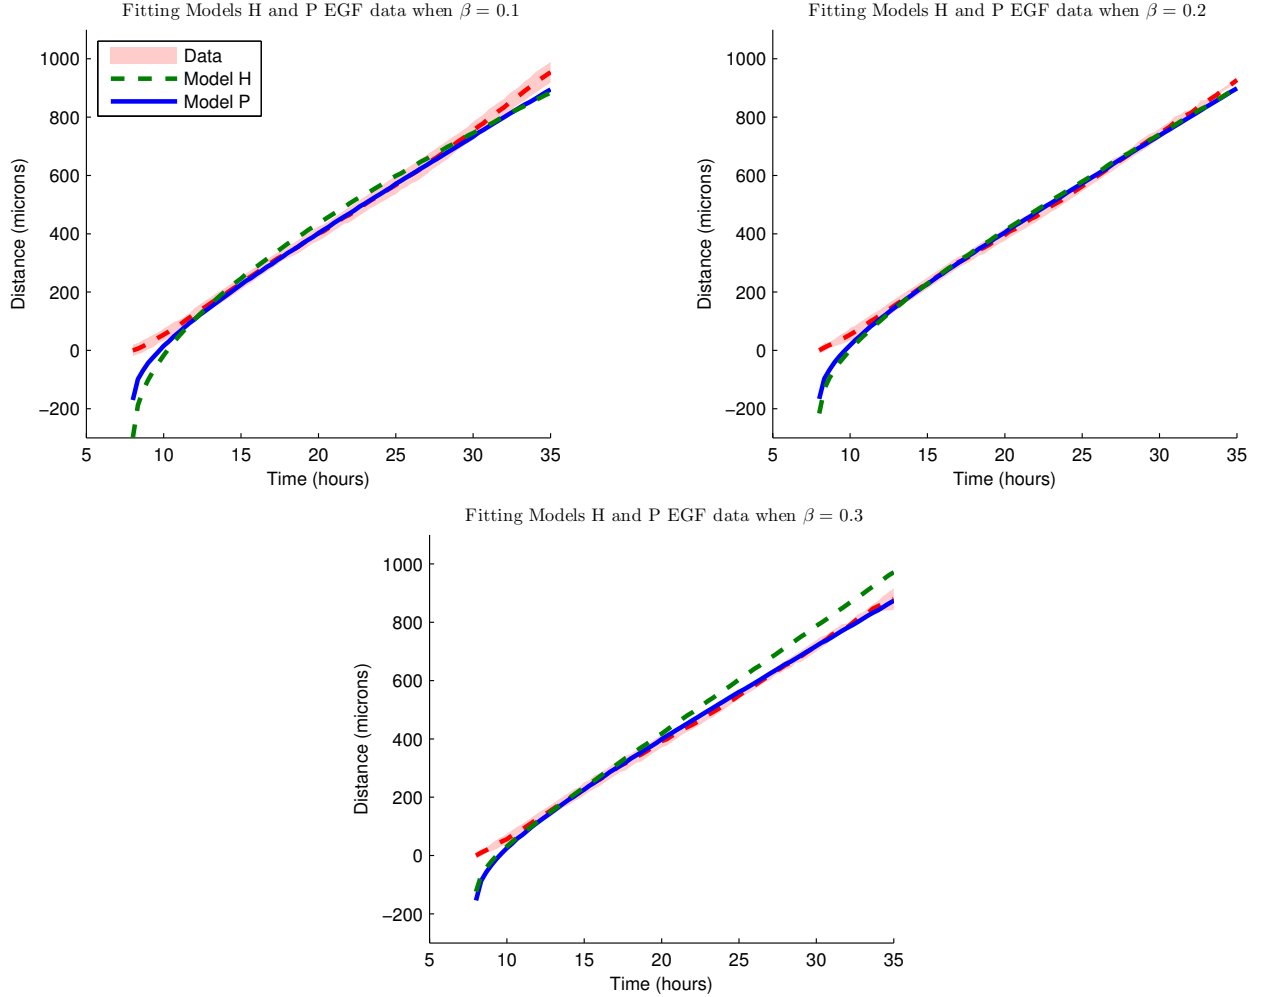 Fitting Models H and P EGF data when β = 0.1
1000
800
600
400
200
0
−200
Distance (microns)
Data
Model H
Model P
5 10 15 20 25 30 35
Time (hours)
Fitting Models H and P EGF data when β = 0.2
1000
800
600
400
200
0
−200
Distance (microns)
5 10 15 20 25 30 35
Time (hours)
Fitting Models H and P EGF data when β = 0.3
1000
800
600
400
200
0
−200
Distance (microns)
5 10 15 20 25 30 35
Time (hours)